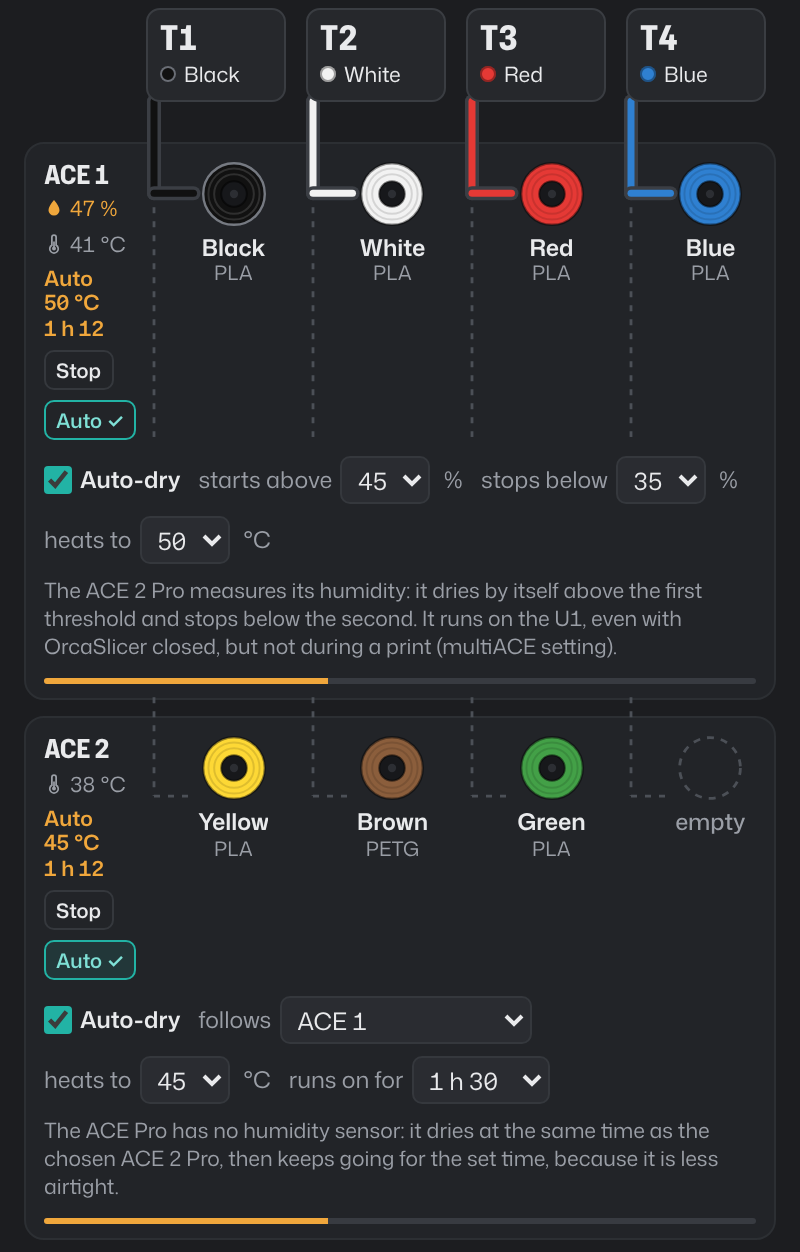 T1 T2 T3 T4
Black White Red Blue
ACE 1
47 %
41 °C
Black White Red Blue
PLA PLA PLA PLA
Auto
50 °C
1 h 12
Stop
Auto ✓
Auto-dry starts above 45 % stops below 35 %
heats to 50 °C
The ACE 2 Pro measures its humidity: it dries by itself above the first
threshold and stops below the second. It runs on the U1, even with
OrcaSlicer closed, but not during a print (multiACE setting).
ACE 2
38 °C
Yellow Brown Green empty
PLA PETG PLA
Auto
45 °C
1 h 12
Stop
Auto ✓
Auto-dry follows ACE 1
heats to 45 °C runs on for 1 h 30
The ACE Pro has no humidity sensor: it dries at the same time as the
chosen ACE 2 Pro, then keeps going for the set time, because it is less
airtight.